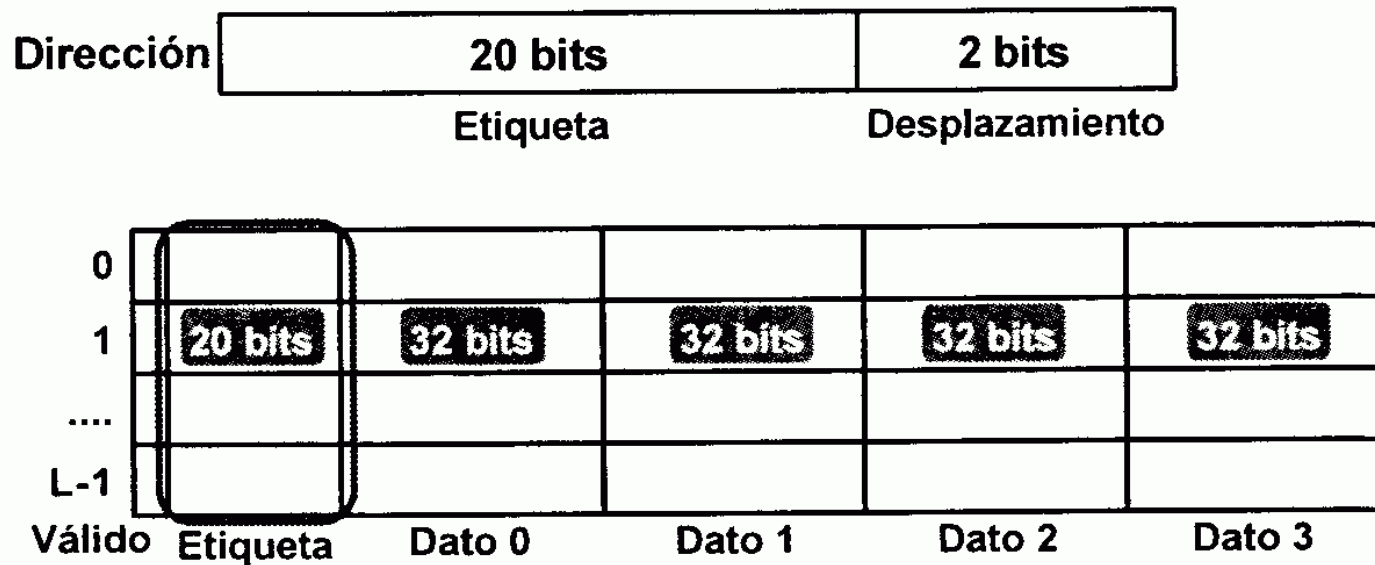 Dirección 20 bits 2 bits
Etiqueta Desplazamiento
0
1 20 bits 32 bits 32 bits 32 bits 32 bits
....
L-1
Válido Etiqueta Dato 0 Dato 1 Dato 2 Dato 3